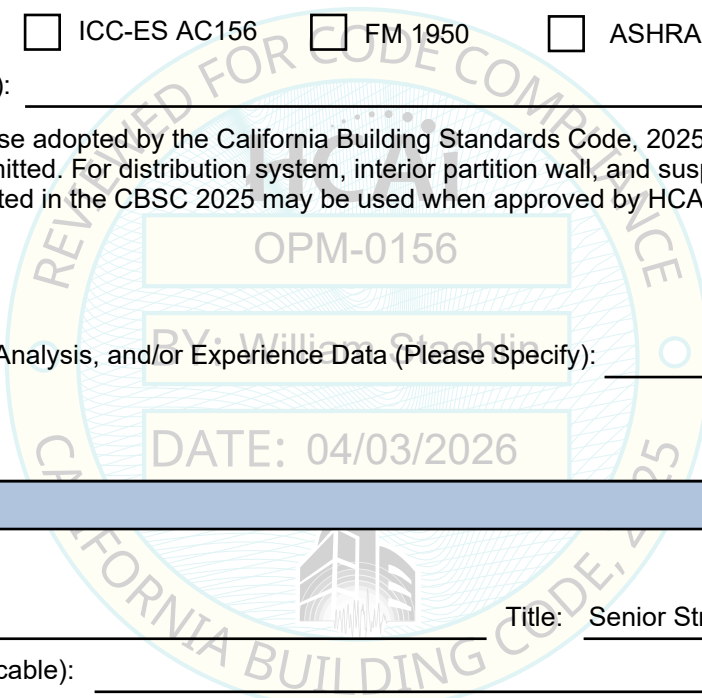 ICC-ES AC156 FM 1950 ASHRA
):
se adopted by the California Building Standards Code, 2025
nitted. For distribution system, interior partition wall, and susp
ted in the CBSC 2025 may be used when approved by HCA
REVIEWED FOR CODE COMPLIANCE
HCAi
OPM-0156
BY: William Staehlin
Analysis, and/or Experience Data (Please Specify):
DATE: 04/03/2026
Title: Senior Str
cable):
CALIFORNIA BUILDING CODE, 2025